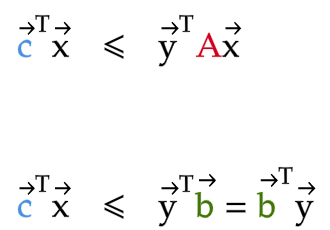 c⃗ᵀx⃗ ⩽ y⃗ᵀAx⃗
c⃗ᵀx⃗ ⩽ y⃗ᵀb⃗ = b⃗ᵀy⃗